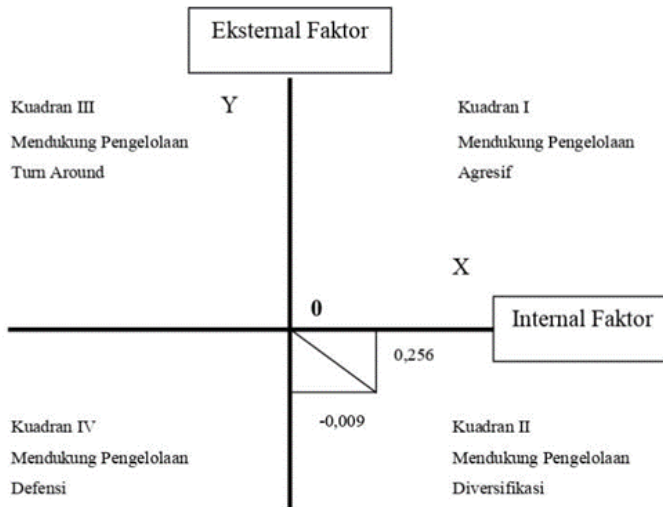 Eksternal Faktor
Kuadran III
Mendukung Pengelolaan
Turn Around
Y
Kuadran I
Mendukung Pengelolaan
Agresif
X
0
Internal Faktor
0,256
-0,009
Kuadran IV
Mendukung Pengelolaan
Defensi
Kuadran II
Mendukung Pengelolaan
Diversifikasi